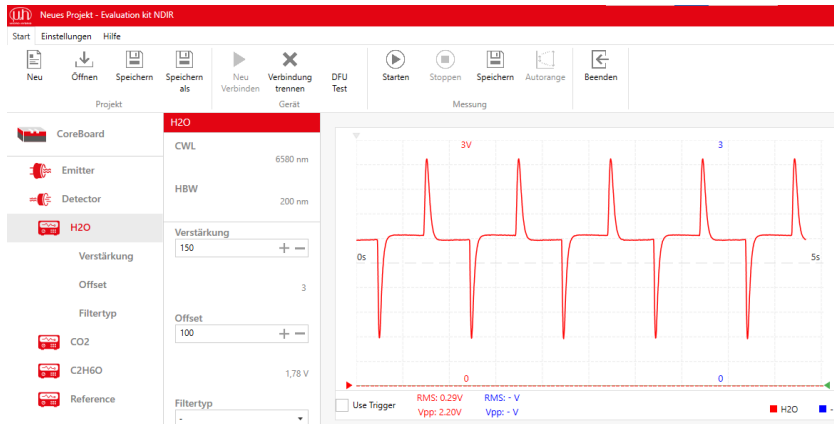 Neues Projekt - Evaluation kit NDIR
Start Einstellungen Hilfe
Neu Öffnen Speichern Speichern als Neu Verbinden Verbindung trennen DFU Test Starten Stoppen Speichern Autorange Beenden
Projekt Gerät Messung
CoreBoard
Emitter
Detector
H2O
Verstärkung
Offset
Filtertyp
CO2
C2H6O
Reference
H2O
CWL
6580 nm
HBW
200 nm
Verstärkung
150
3
Offset
100
1,78 V
Filtertyp
-
3V 3
0s 5s
0 0
Use Trigger
RMS: 0.29V RMS: - V
Vpp: 2.20V Vpp: - V
H2O -